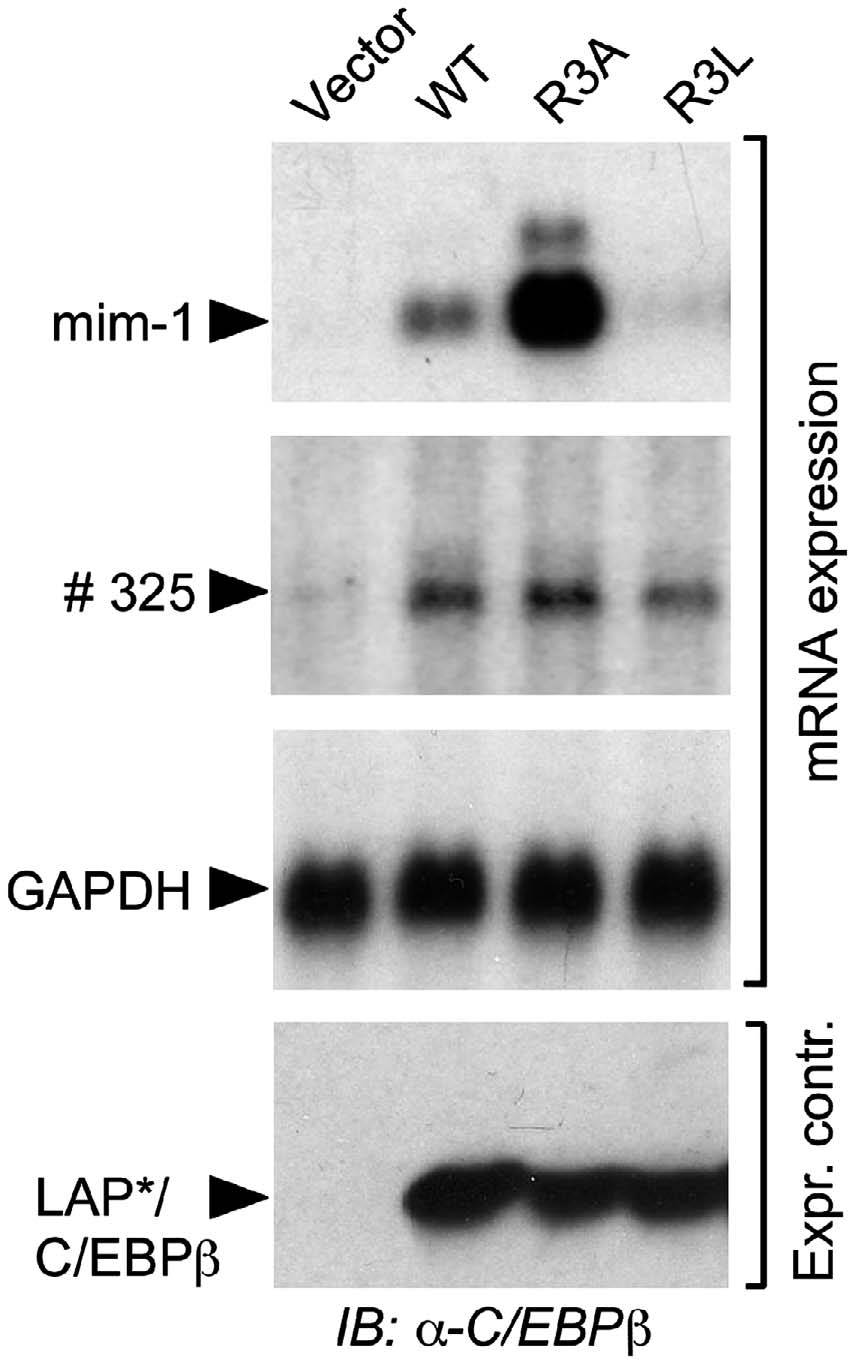 Vector WT R3A R3L
mim-1
# 325
GAPDH
mRNA expression
LAP*/
C/EBPβ
Expr. contr.
IB: α-C/EBPβ